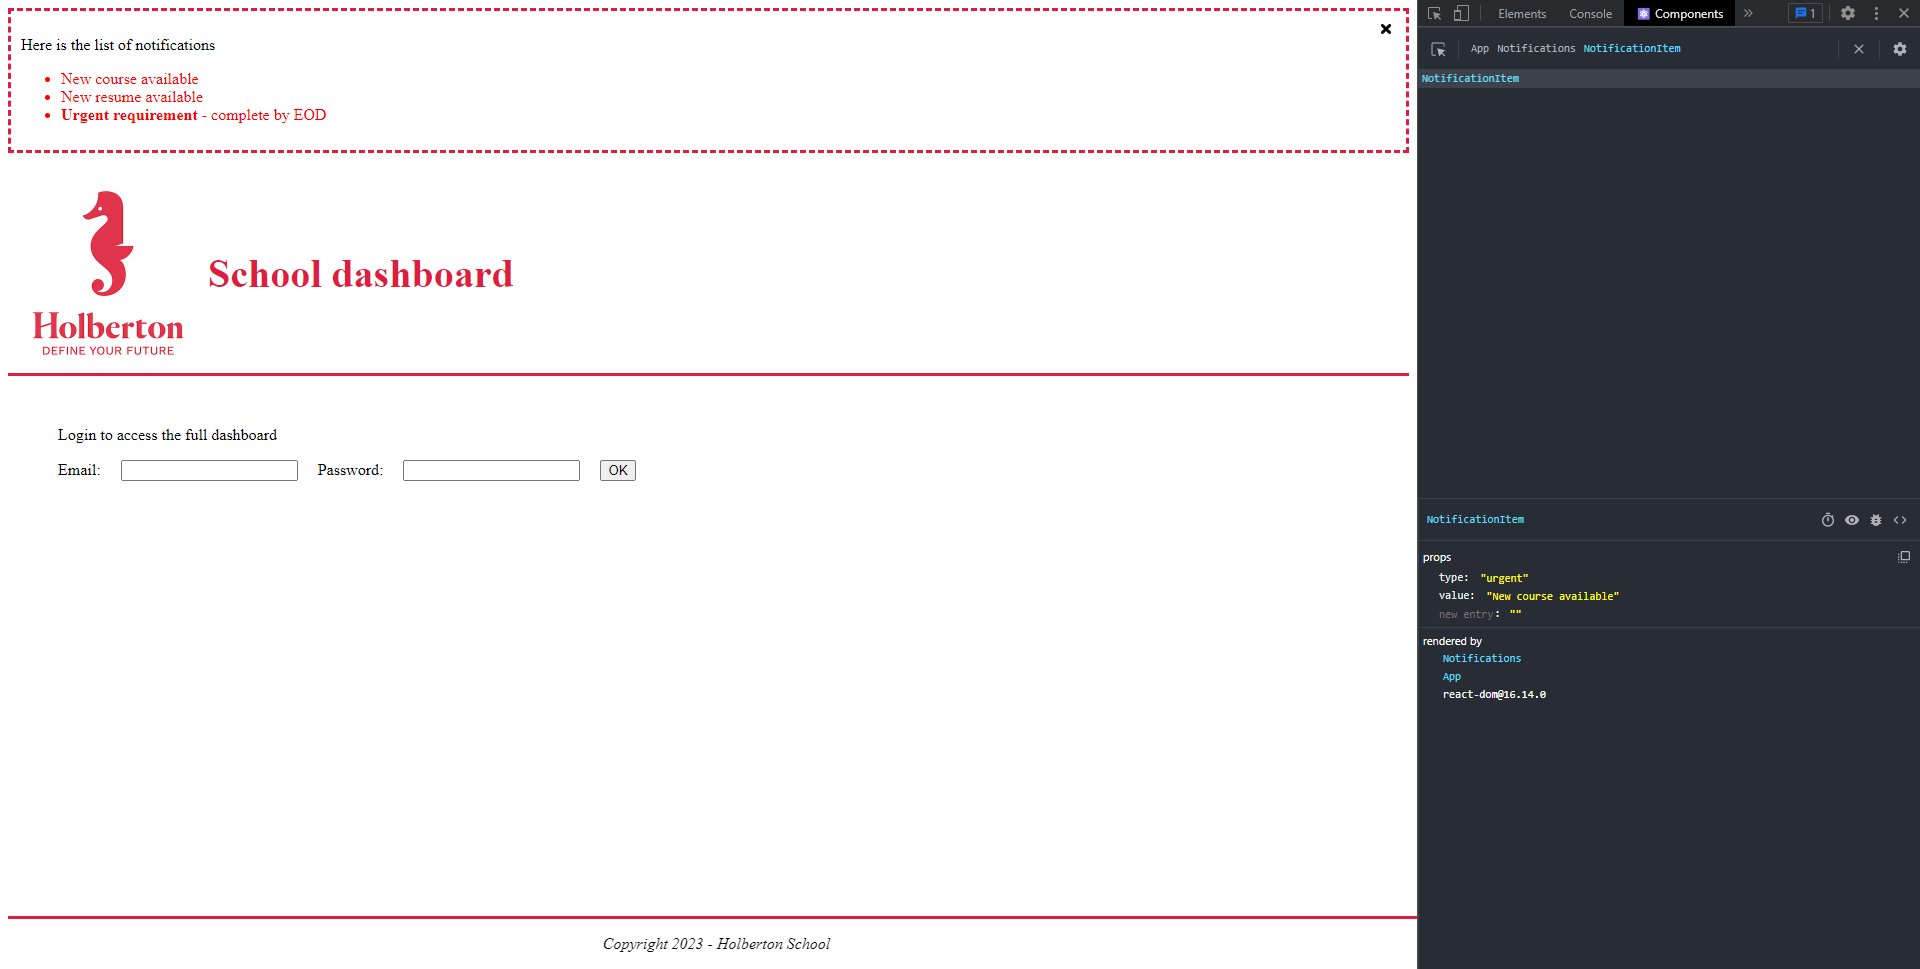 Here is the list of notifications
New course available
New resume available
Urgent requirement - complete by EOD
Holberton
DEFINE YOUR FUTURE
School dashboard
Login to access the full dashboard
Email: Password: OK
Copyright 2023 - Holberton School
Elements Console Components 1
App Notifications NotificationItem
NotificationItem
NotificationItem
props
type: "urgent"
value: "New course available"
new entry: ""
rendered by
Notifications
App
react-dom@16.14.0